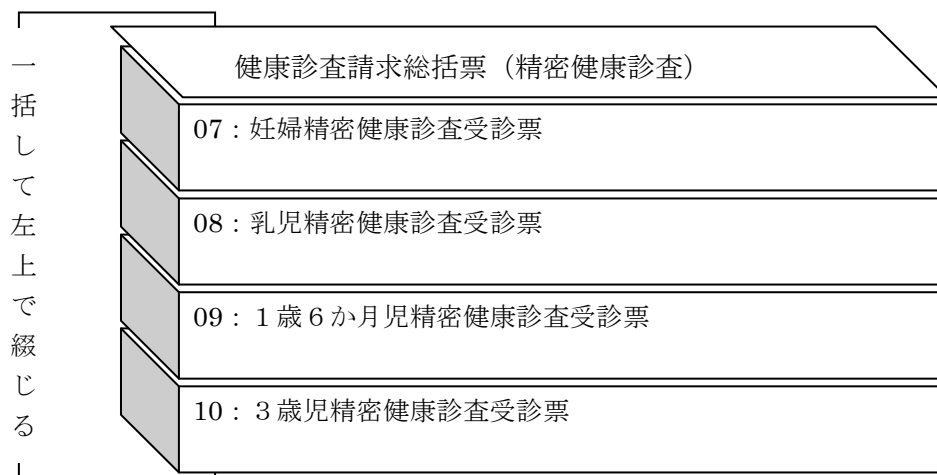 一括して左上で綴じる
健康診査請求総括票（精密健康診査）
07：妊婦精密健康診査受診票
08：乳児精密健康診査受診票
09：１歳６か月児精密健康診査受診票
10：３歳児精密健康診査受診票